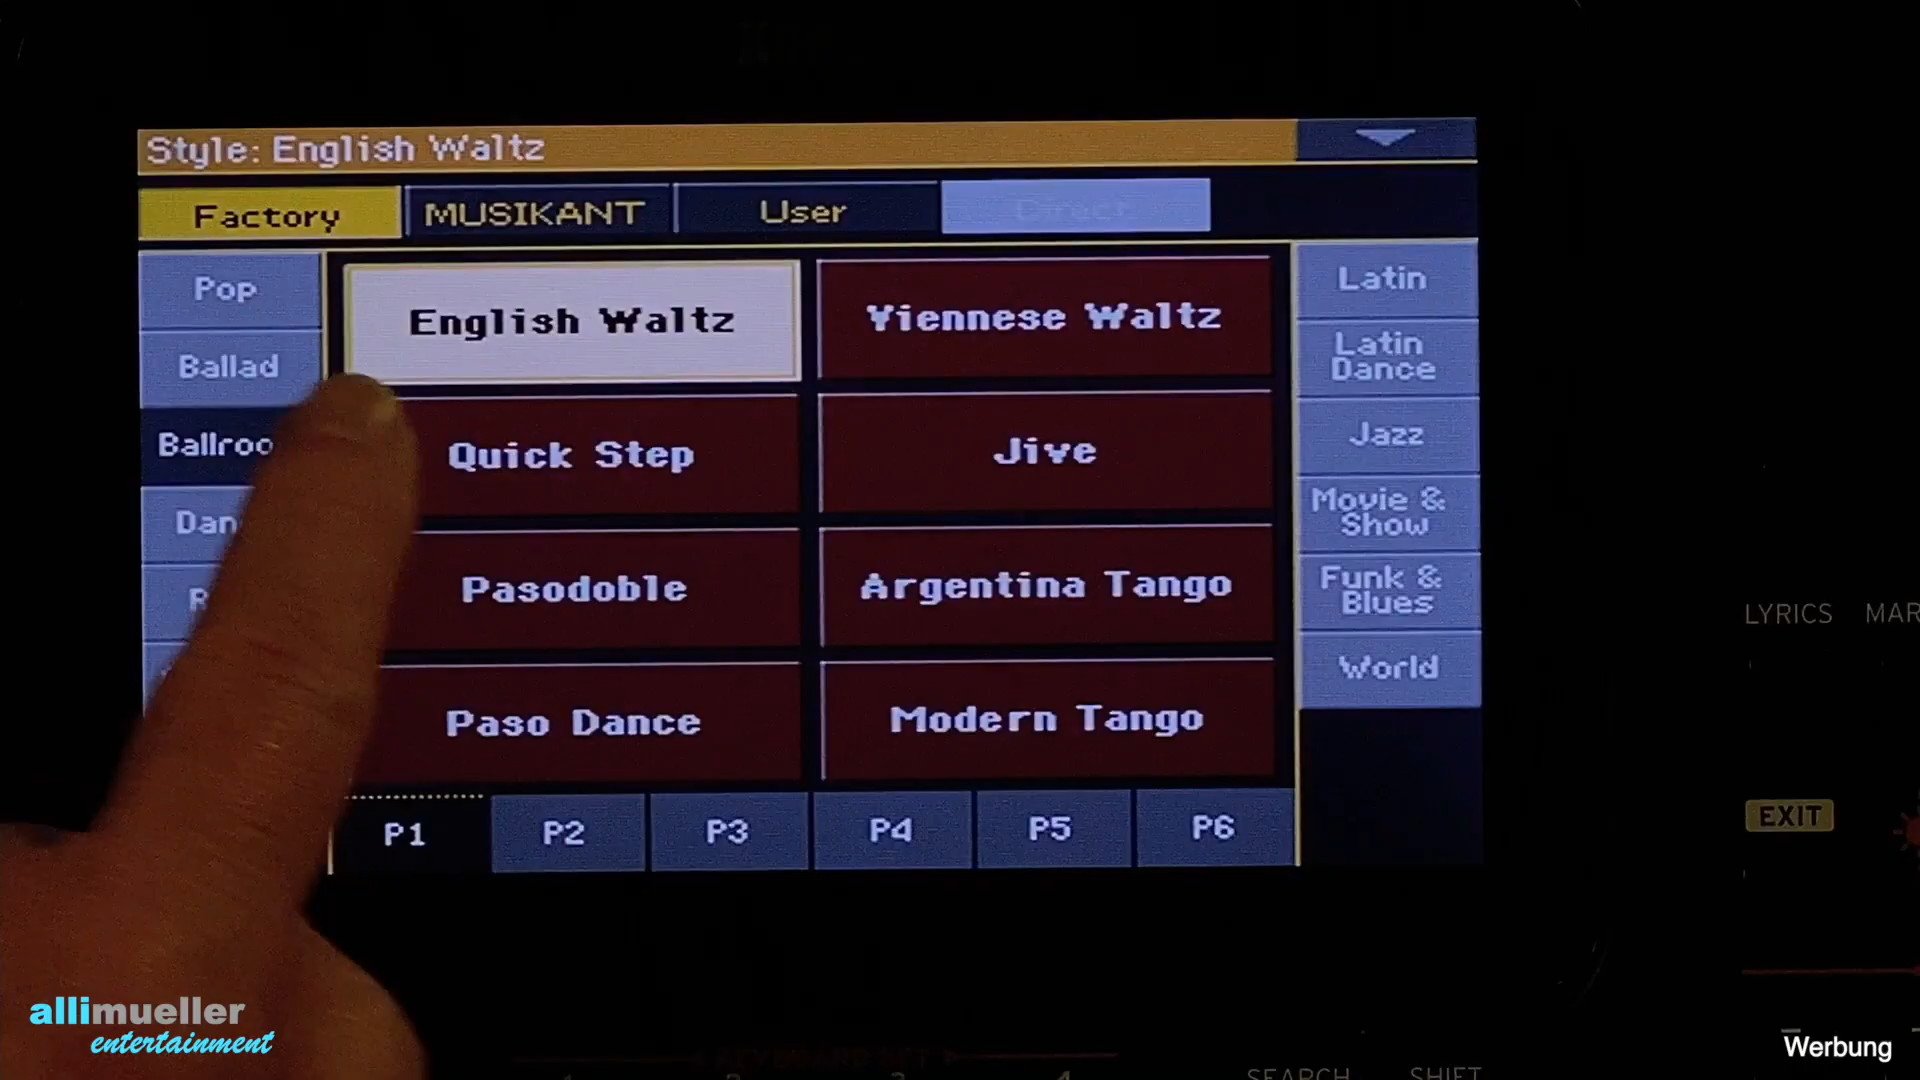 Style: English Waltz
Factory
MUSIKANT
User
Direct
Pop
Ballad
Ballroo
Dan
English Waltz
Viennese Waltz
Quick Step
Jive
Pasodoble
Argentina Tango
Paso Dance
Modern Tango
Latin
Latin
Dance
Jazz
Movie &
Show
Funk &
Blues
World
P1
P2
P3
P4
P5
P6
LYRICS
MAR
EXIT
SEARCH
SHIFT
allimueller
entertainment
Werbung